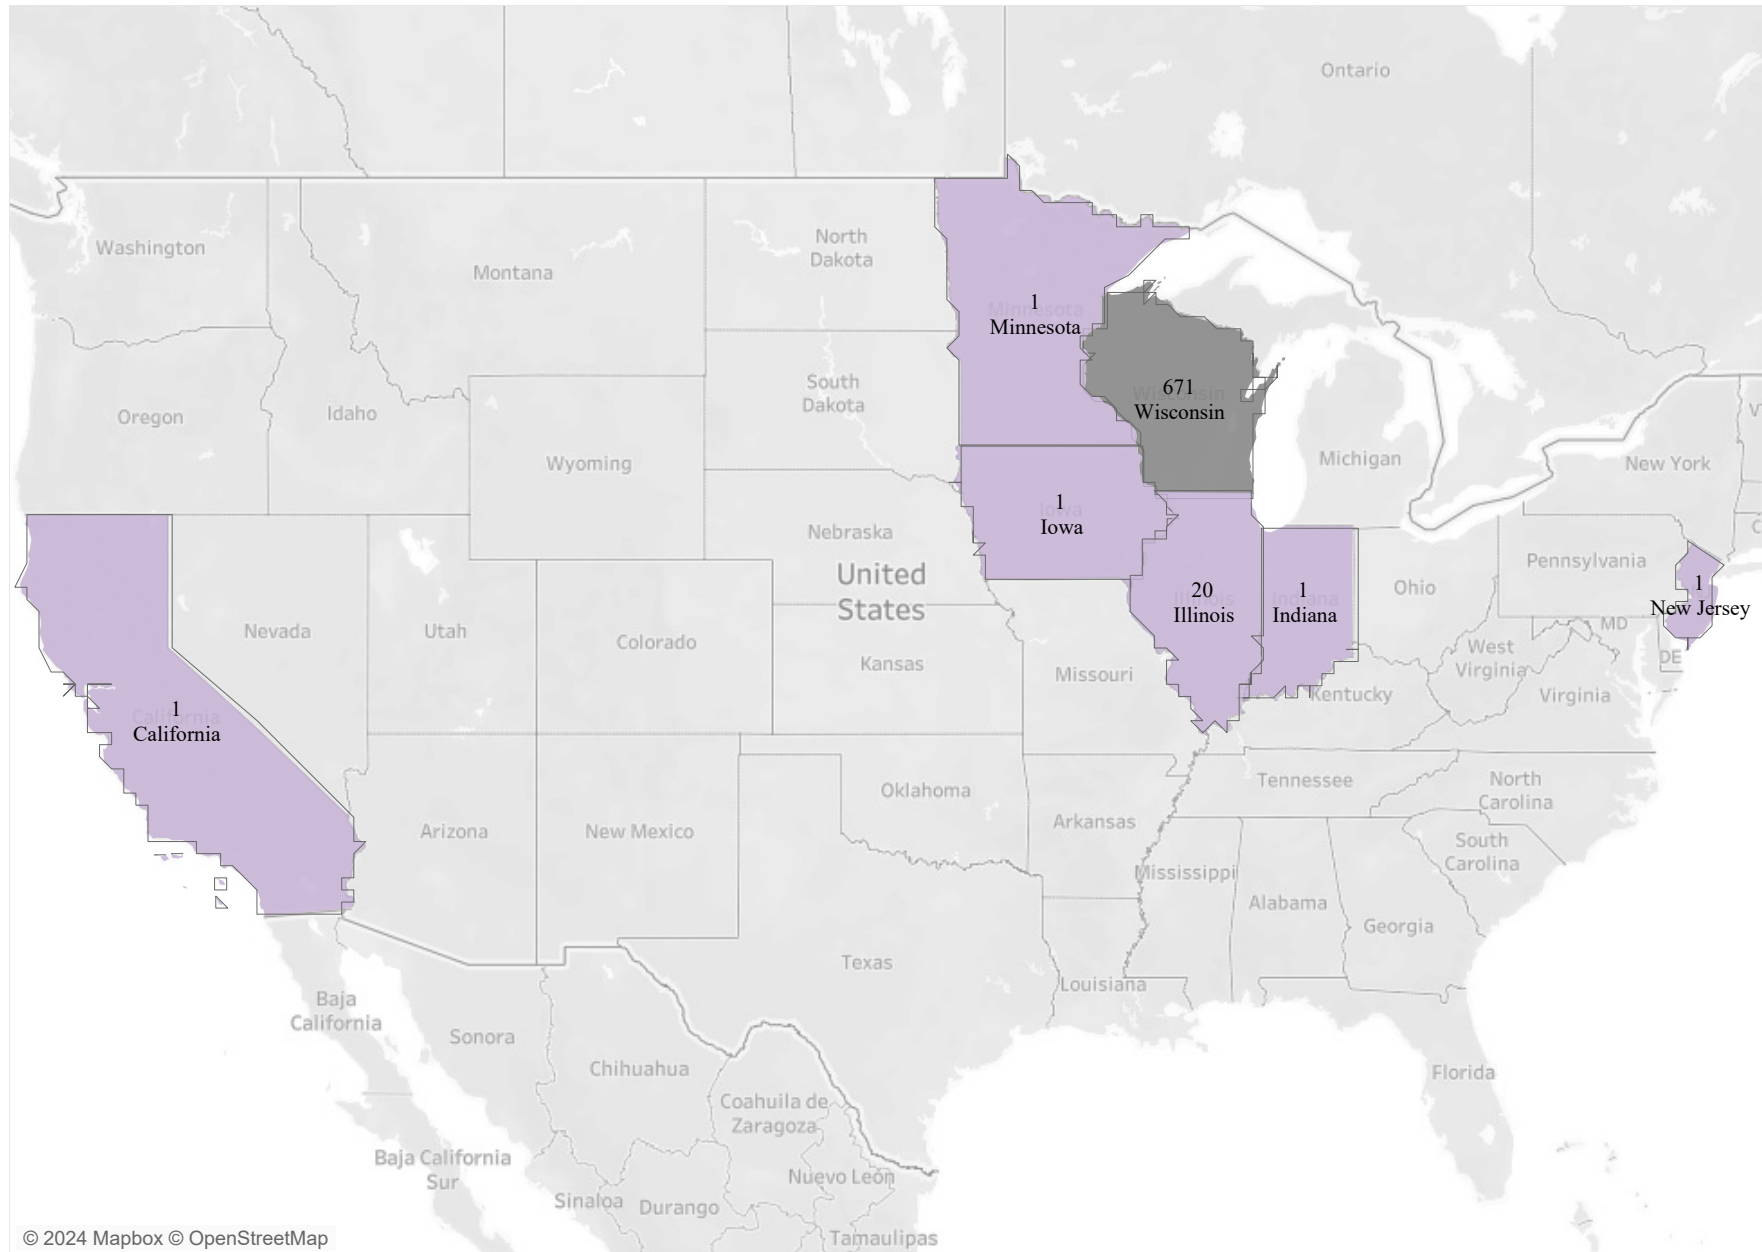 Ontario
Washington
Montana
North
Dakota
1
Minnesota
Oregon
Idaho
South
Dakota
671
Wisconsin
Wyoming
Michigan
New York
V
C
Nebraska
1
Iowa
United
States
Pennsylvania
Ohio
20
Illinois
1
Indiana
1
New Jersey
Nevada
Utah
Colorado
Kansas
Missouri
West
Virginia
MD
DE
Kentucky
Virginia
1
California
Oklahoma
Tennessee
North
Carolina
Arizona
New Mexico
Arkansas
South
Carolina
Mississippi
Alabama
Georgia
Texas
Louisiana
Baja
California
Sonora
Chihuahua
Florida
Coahuila de
Zaragoza
Baja California
Sur
Nuevo León
Sinaloa
Durango
Tamaulipas
© 2024 Mapbox © OpenStreetMap